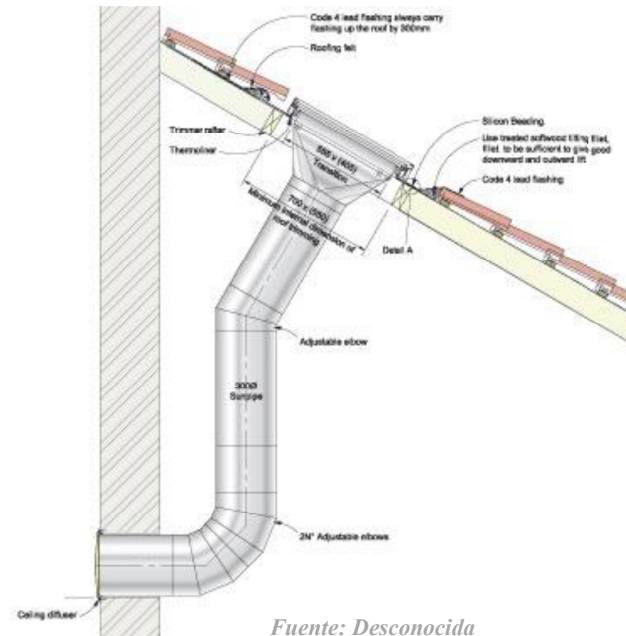 Code 4 lead flashing always carry
flashing up the roof by 300mm
Roofing felt
Trimmer rafter
Thermoliner
Silicon Beading.
Use treated softwood tilting fillet,
fillet to be sufficient to give good
downward and outward lift.
Code 4 lead flashing
Transition
Minimum internal dimension of
roof trimming
Detail A
Adjustable elbow
300Ø
Sunpipe
2N° Adjustable elbows
Ceiling diffuser
Fuente: Desconocida